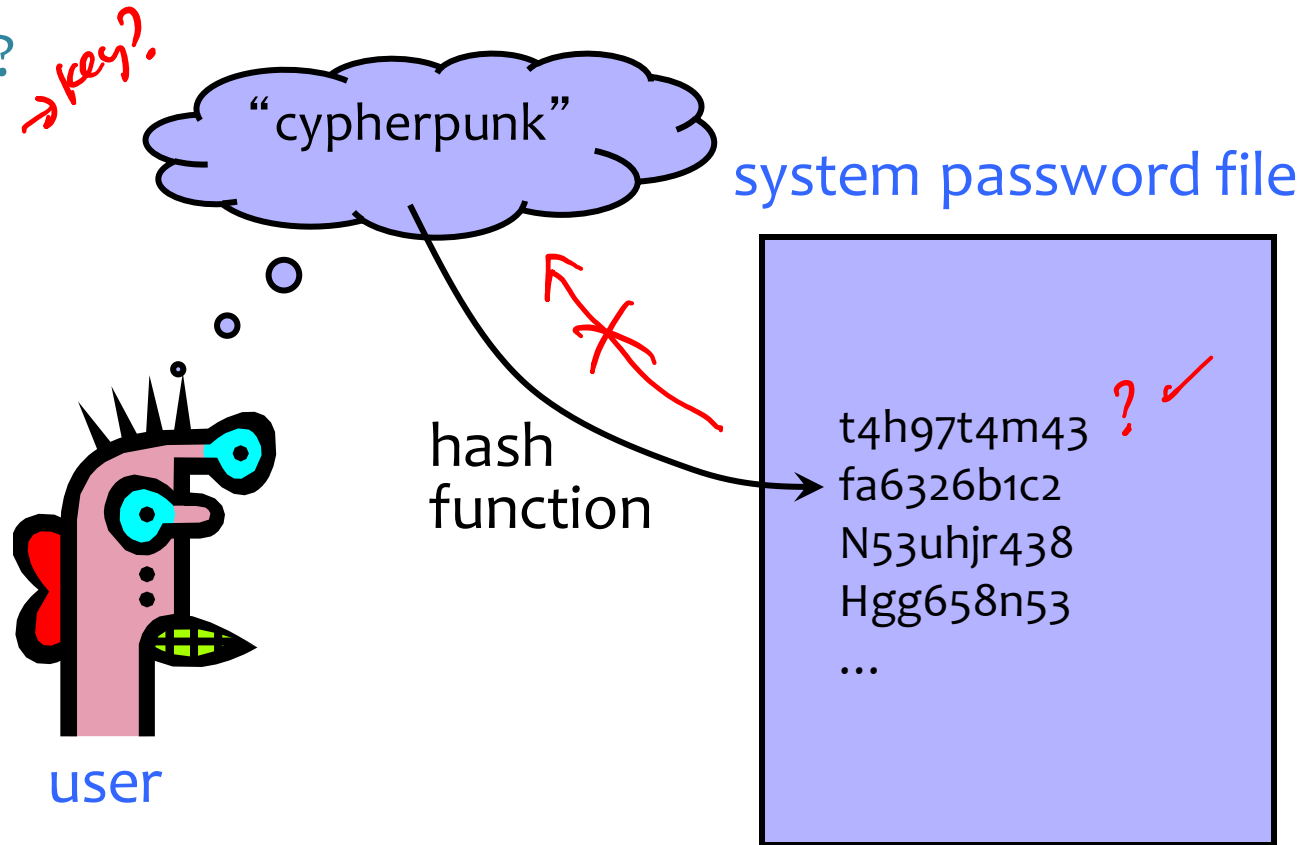 ?
→ key?
“cypherpunk”
system password file
hash
function
t4h97t4m43 ? ✓
fa6326b1c2
N53uhjr438
Hgg658n53
...
user